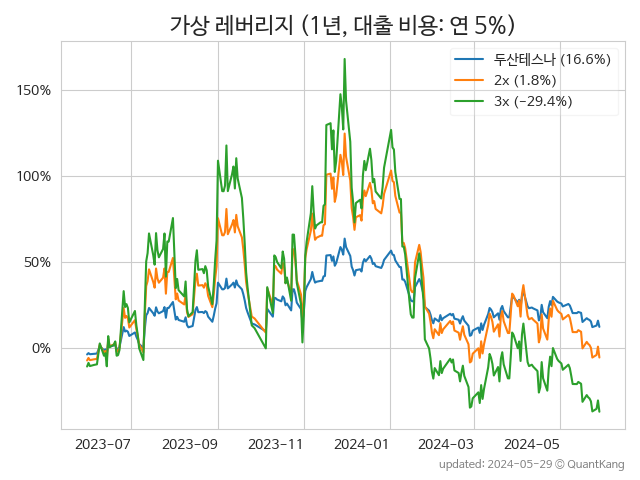 가상 레버리지 (1년, 대출 비용: 연 5%)
두산테스나 (16.6%)
2x (1.8%)
3x (−29.4%)
150%
100%
50%
0%
2023-07
2023-09
2023-11
2024-01
2024-03
2024-05
updated: 2024-05-29 © QuantKang